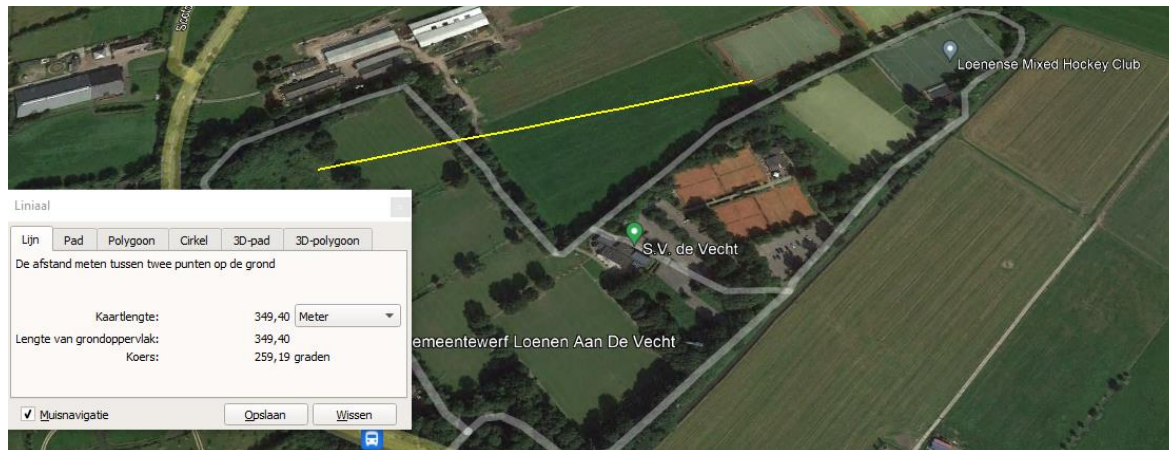 Loenense Mixed Hockey Club
S.V. de Vecht
emeentewerf Loenen Aan De Vecht
Liniaal
Lijn Pad Polygoon Cirkel 3D-pad 3D-polygoon
De afstand meten tussen twee punten op de grond
Kaartlengte: 349,40 Meter
Lengte van grondoppervlak: 349,40
Koers: 259,19 graden
Muisnavigatie Opslaan Wissen